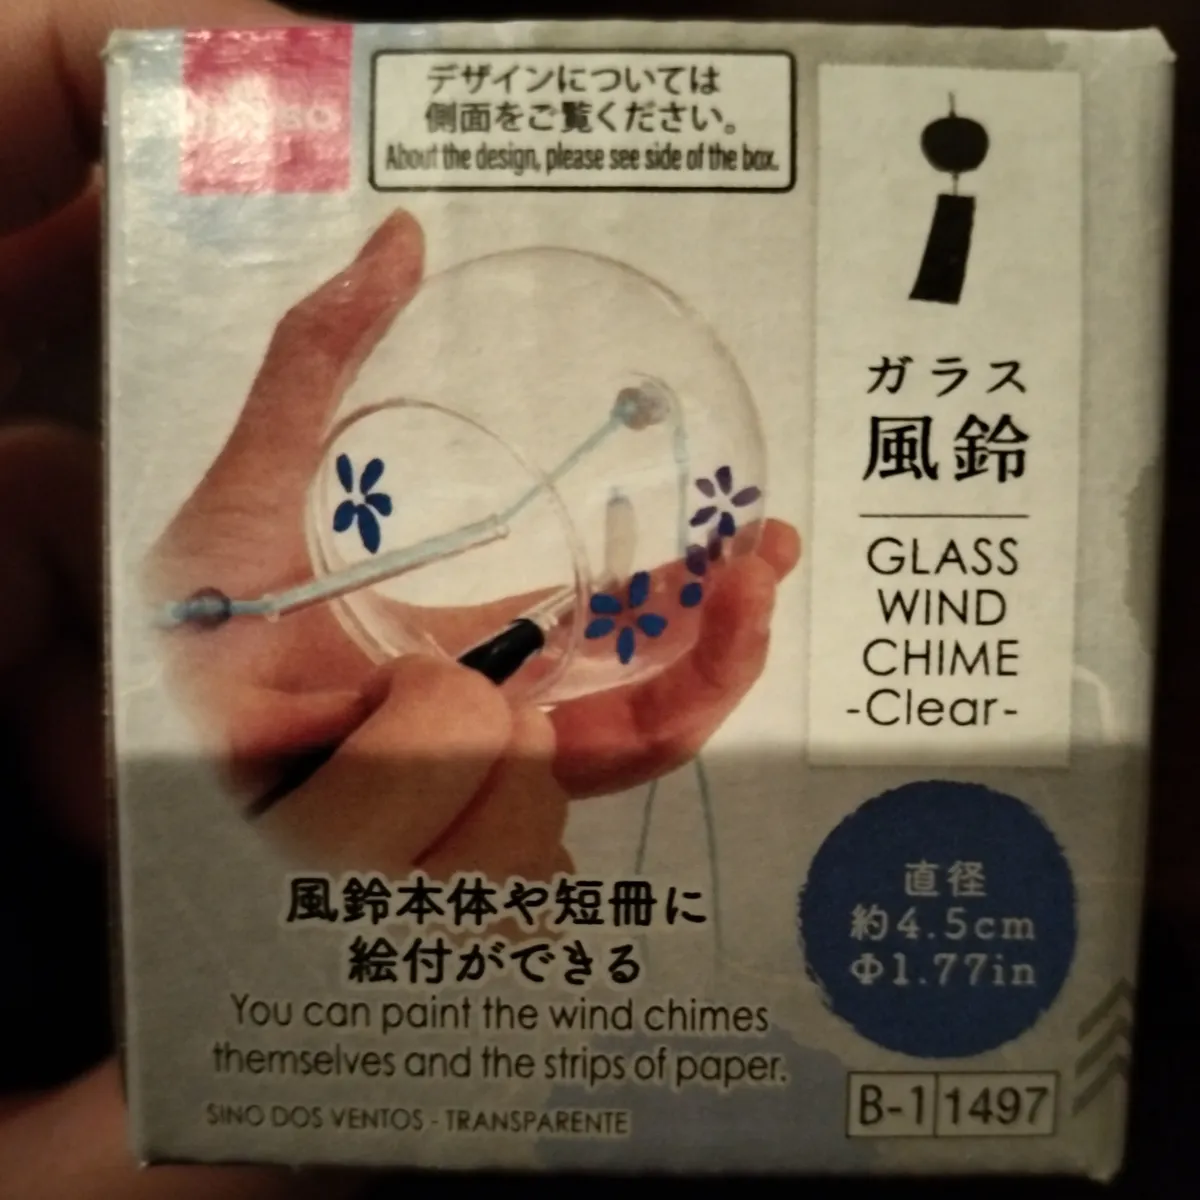 デザインについては
側面をご覧ください。
About the design, please see side of the box.
ガラス
風鈴
GLASS
WIND
CHIME
-Clear-
直径
約4.5cm
Φ1.77in
風鈴本体や短冊に
絵付ができる
You can paint the wind chimes
themselves and the strips of paper.
SINO DOS VENTOS - TRANSPARENTE
B-1 1497